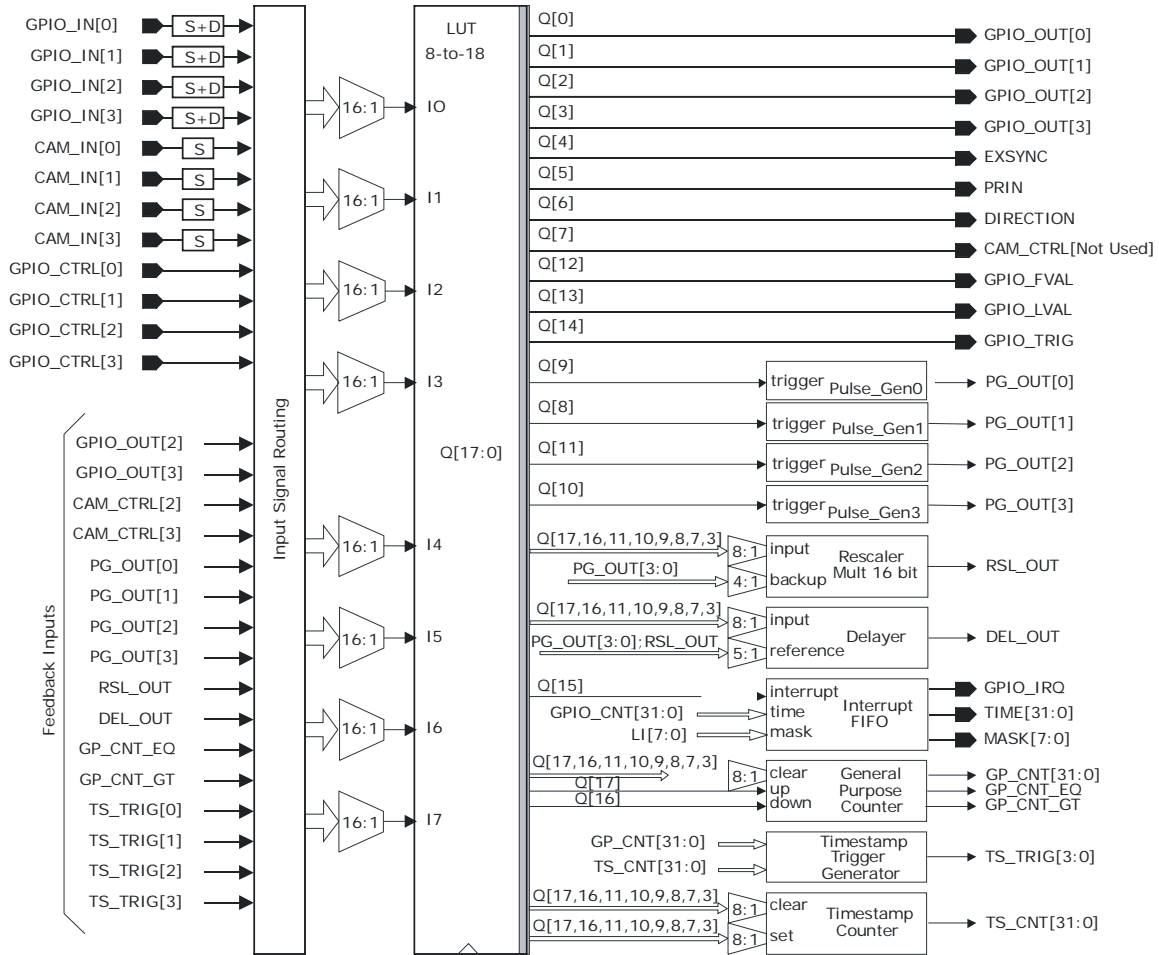 GPIO_IN[0]
S+D
GPIO_IN[1]
S+D
GPIO_IN[2]
S+D
GPIO_IN[3]
S+D
CAM_IN[0]
S
CAM_IN[1]
S
CAM_IN[2]
S
CAM_IN[3]
S
GPIO_CTRL[0]
GPIO_CTRL[1]
GPIO_CTRL[2]
GPIO_CTRL[3]
Feedback Inputs
GPIO_OUT[2]
GPIO_OUT[3]
CAM_CTRL[2]
CAM_CTRL[3]
PG_OUT[0]
PG_OUT[1]
PG_OUT[2]
PG_OUT[3]
RSL_OUT
DEL_OUT
GP_CNT_EQ
GP_CNT_GT
TS_TRIG[0]
TS_TRIG[1]
TS_TRIG[2]
TS_TRIG[3]
Input Signal Routing
16:1
16:1
16:1
16:1
16:1
16:1
16:1
16:1
LUT
8-to-18
I0
I1
I2
I3
Q[17:0]
I4
I5
I6
I7
Q[0]
GPIO_OUT[0]
Q[1]
GPIO_OUT[1]
Q[2]
GPIO_OUT[2]
Q[3]
GPIO_OUT[3]
Q[4]
EXSYNC
Q[5]
PRIN
Q[6]
DIRECTION
Q[7]
CAM_CTRL[Not Used]
Q[12]
GPIO_FVAL
Q[13]
GPIO_LVAL
Q[14]
GPIO_TRIG
Q[9]
trigger Pulse_Gen0
PG_OUT[0]
Q[8]
trigger Pulse_Gen1
PG_OUT[1]
Q[11]
trigger Pulse_Gen2
PG_OUT[2]
Q[10]
trigger Pulse_Gen3
PG_OUT[3]
Q[17,16,11,10,9,8,7,3]
8:1
input
PG_OUT[3:0]
4:1
backup
Rescaler
Mult 16 bit
RSL_OUT
Q[17,16,11,10,9,8,7,3]
8:1
input
PG_OUT[3:0];RSL_OUT
5:1
reference
Delayer
DEL_OUT
Q[15]
interrupt
GPIO_CNT[31:0]
time
LI[7:0]
mask
Interrupt
FIFO
GPIO_IRQ
TIME[31:0]
MASK[7:0]
Q[17,16,11,10,9,8,7,3]
8:1
clear
Q[17]
up
Q[16]
down
General
Purpose
Counter
GP_CNT[31:0]
GP_CNT_EQ
GP_CNT_GT
GP_CNT[31:0]
TS_CNT[31:0]
Timestamp
Trigger
Generator
TS_TRIG[3:0]
Q[17,16,11,10,9,8,7,3]
8:1
clear
Q[17,16,11,10,9,8,7,3]
8:1
set
Timestamp
Counter
TS_CNT[31:0]